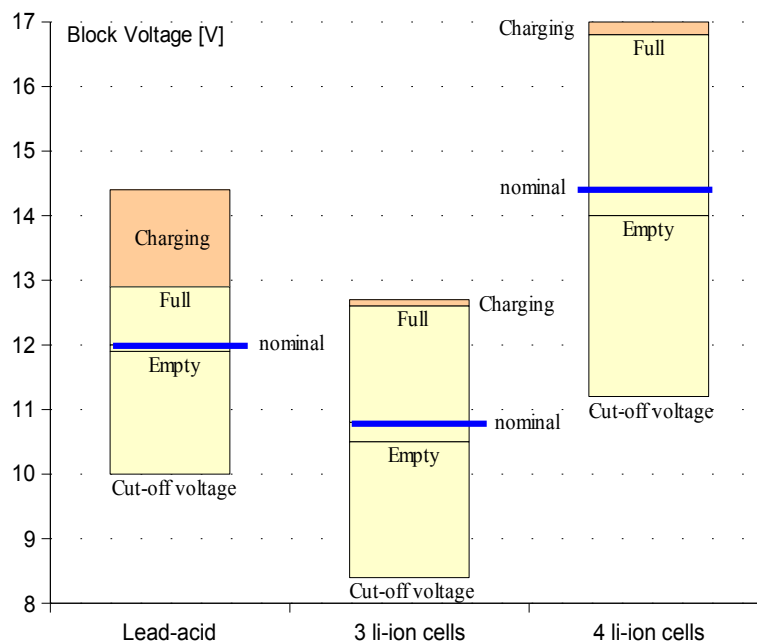 Block Voltage [V]
17
16
15
14
13
12
11
10
9
8
Charging
Full
nominal
Empty
Cut-off voltage
Lead-acid
Charging
Full
nominal
Empty
Cut-off voltage
3 li-ion cells
Charging
Full
nominal
Empty
Cut-off voltage
4 li-ion cells